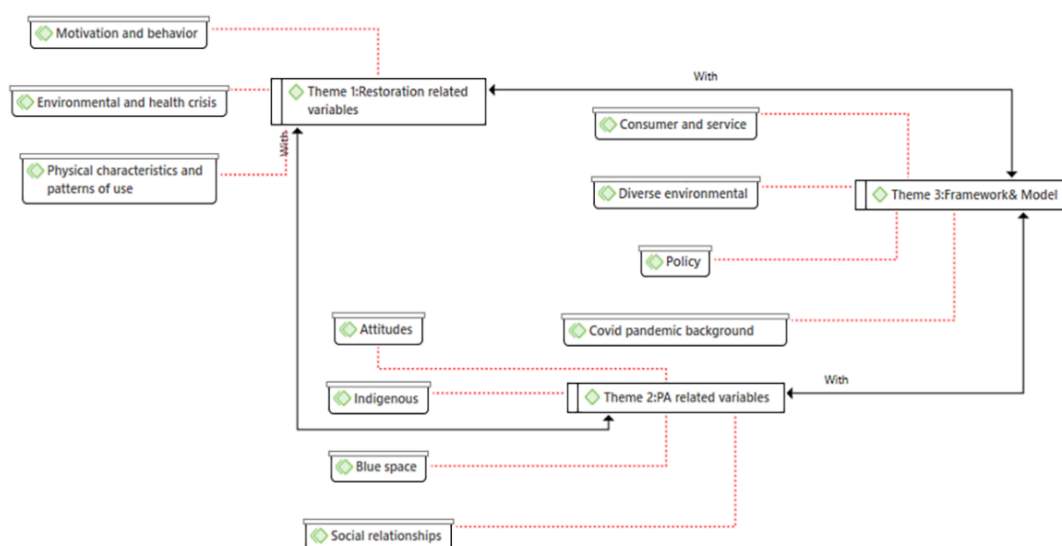 Motivation and behavior
With
Theme 1:Restoration related
variables
Environmental and health crisis
Consumer and service
With
Physical characteristics and
patterns of use
Diverse environmental
Theme 3:Framework& Model
Policy
Attitudes
Covid pandemic background
With
Indigenous
Theme 2:PA related variables
Blue space
Social relationships